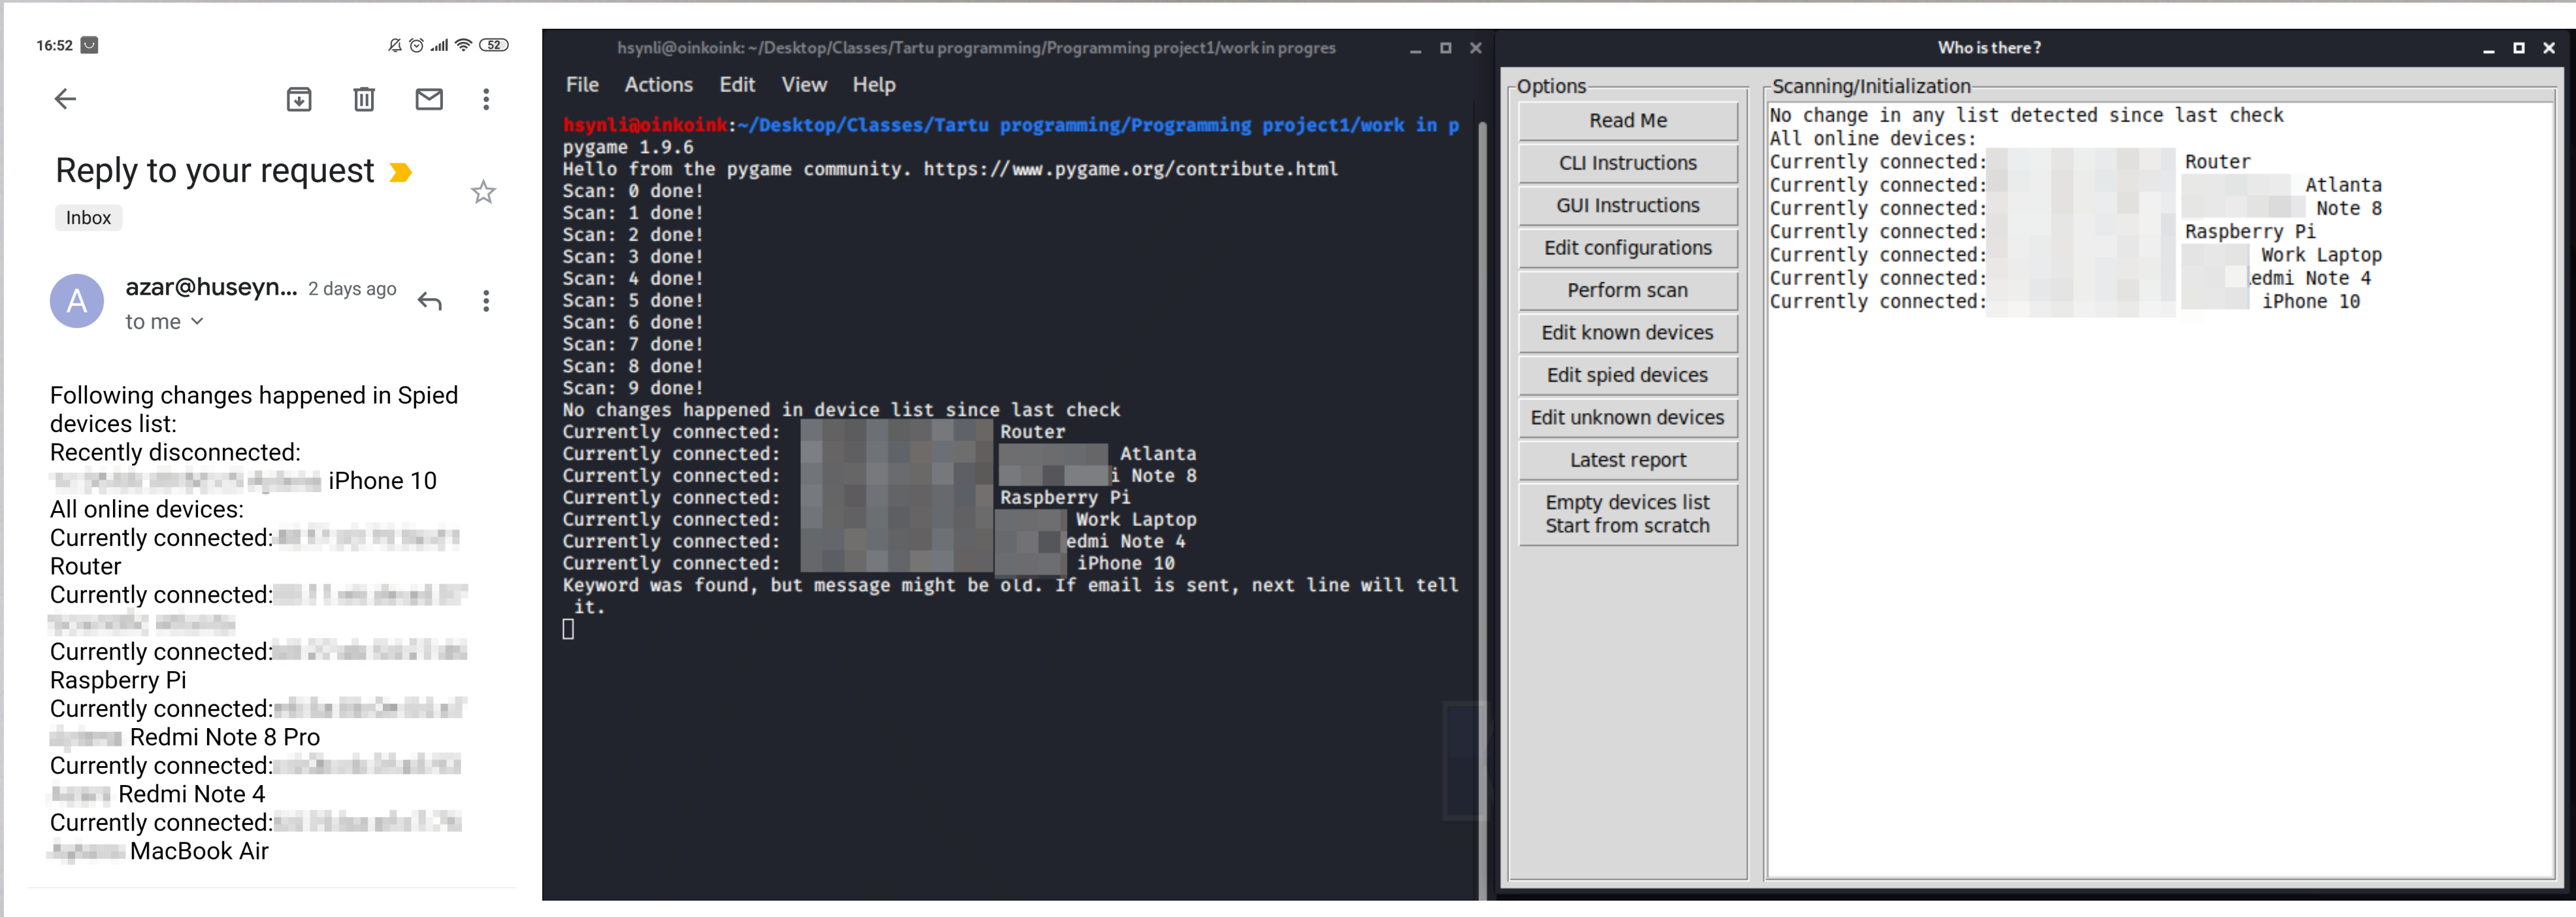 16:52
52
Reply to your request
Inbox
A
azar@huseyn... 2 days ago
to me
Following changes happened in Spied
devices list:
Recently disconnected:
iPhone 10
All online devices:
Currently connected:
Router
Currently connected:
Currently connected:
Raspberry Pi
Currently connected:
Redmi Note 8 Pro
Currently connected:
Redmi Note 4
Currently connected:
MacBook Air
hsynli@oinkoink: ~/Desktop/Classes/Tartu programming/Programming project1/work in progres
File Actions Edit View Help
hsynli@oinkoink:~/Desktop/Classes/Tartu programming/Programming project1/work in p
pygame 1.9.6
Hello from the pygame community. https://www.pygame.org/contribute.html
Scan: 0 done!
Scan: 1 done!
Scan: 2 done!
Scan: 3 done!
Scan: 4 done!
Scan: 5 done!
Scan: 6 done!
Scan: 7 done!
Scan: 8 done!
Scan: 9 done!
No changes happened in device list since last check
Currently connected: Router
Currently connected: Atlanta
Currently connected: i Note 8
Currently connected: Raspberry Pi
Currently connected: Work Laptop
Currently connected: edmi Note 4
Currently connected: iPhone 10
Keyword was found, but message might be old. If email is sent, next line will tell
it.
Who is there ?
Options
Read Me
CLI Instructions
GUI Instructions
Edit configurations
Perform scan
Edit known devices
Edit spied devices
Edit unknown devices
Latest report
Empty devices list
Start from scratch
Scanning/Initialization
No change in any list detected since last check
All online devices:
Currently connected: Router
Currently connected: Atlanta
Currently connected: Note 8
Currently connected: Raspberry Pi
Currently connected: Work Laptop
Currently connected: edmi Note 4
Currently connected: iPhone 10